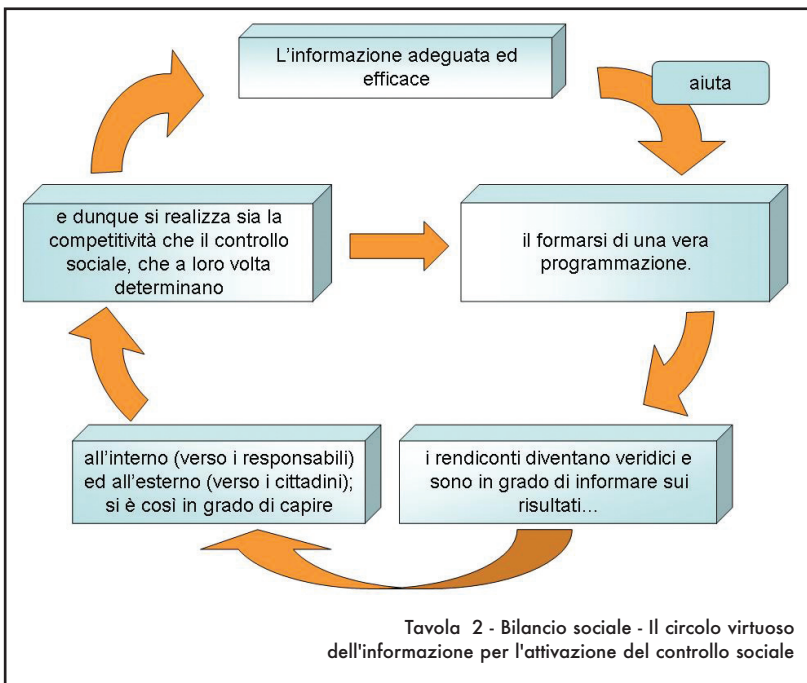 L'informazione adeguata ed
efficace
aiuta
il formarsi di una vera
programmazione.
i rendiconti diventano veridici e
sono in grado di informare sui
risultati...
all'interno (verso i responsabili)
ed all'esterno (verso i cittadini);
si è così in grado di capire
e dunque si realizza sia la
competitività che il controllo
sociale, che a loro volta
determinano
Tavola 2 - Bilancio sociale - Il circolo virtuoso
dell'informazione per l'attivazione del controllo sociale